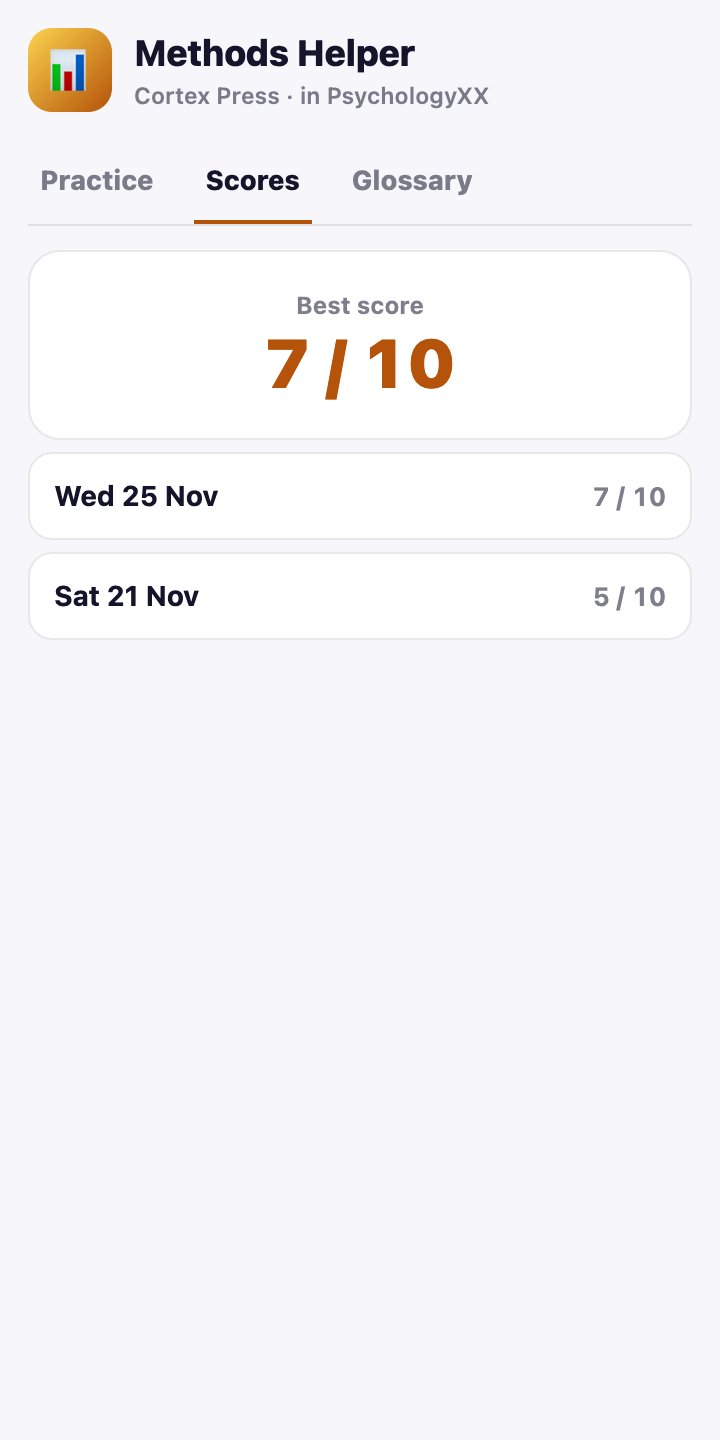 Methods Helper
Cortex Press · in PsychologyXX
Practice Scores Glossary
Best score
7 / 10
Wed 25 Nov 7 / 10
Sat 21 Nov 5 / 10